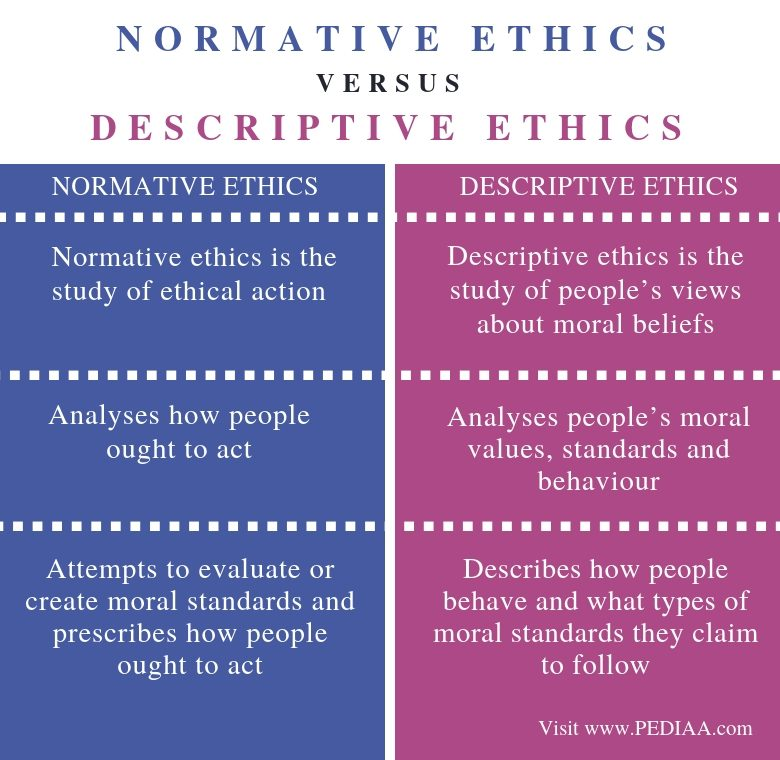 NORMATIVE ETHICS
VERSUS
DESCRIPTIVE ETHICS
NORMATIVE ETHICS
Normative ethics is the
study of ethical action
Analyses how people
ought to act
Attempts to evaluate or
create moral standards and
prescribes how people
ought to act
DESCRIPTIVE ETHICS
Descriptive ethics is the
study of people’s views
about moral beliefs
Analyses people’s moral
values, standards and
behaviour
Describes how people
behave and what types of
moral standards they claim
to follow
Visit www.PEDIAA.com